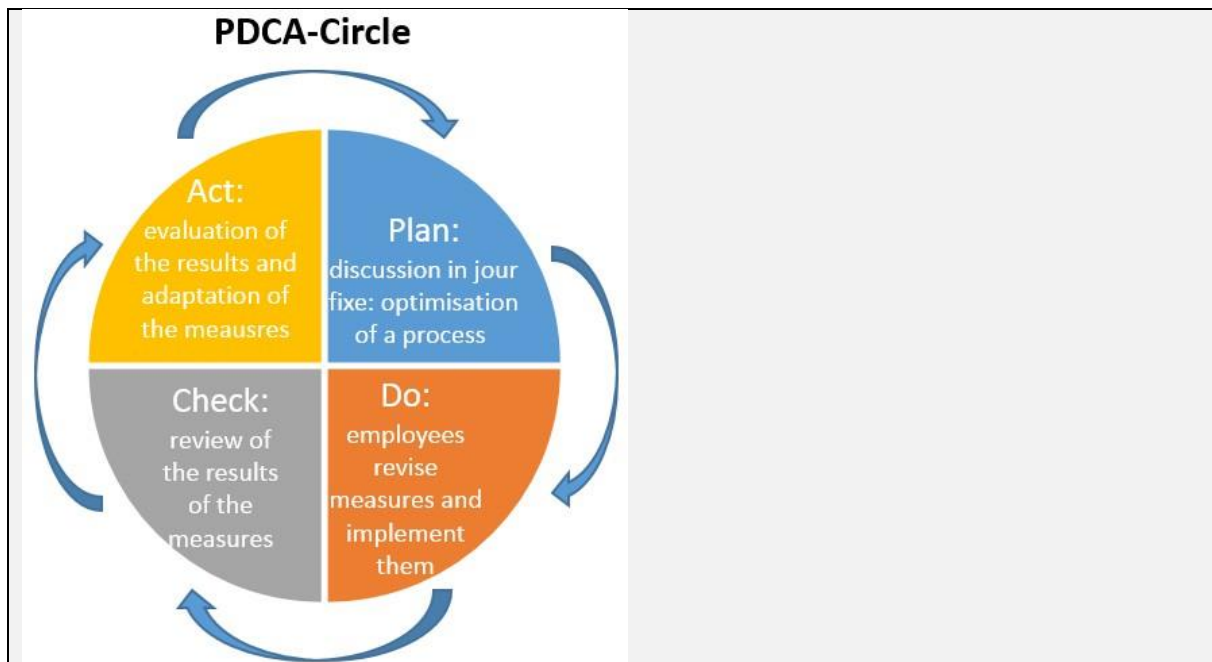 PDCA-Circle
Act:
evaluation of
the results and
adaptation of
the meausres
Plan:
discussion in jour
fixe: optimisation
of a process
Check:
review of
the results
of the
measures
Do:
employees
revise
measures and
implement
them